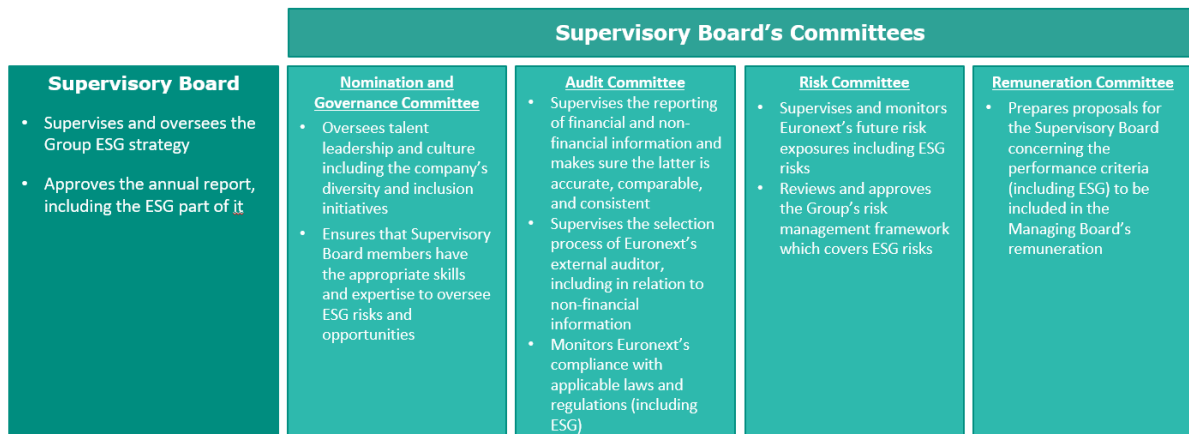 Supervisory Board's Committees
Supervisory Board
• Supervises and oversees the
Group ESG strategy
• Approves the annual report,
including the ESG part of it
Nomination and
Governance Committee
• Oversees talent
leadership and culture
including the company's
diversity and inclusion
initiatives
• Ensures that Supervisory
Board members have
the appropriate skills
and expertise to oversee
ESG risks and
opportunities
Audit Committee
• Supervises the reporting
of financial and non-
financial information and
makes sure the latter is
accurate, comparable,
and consistent
• Supervises the selection
process of Euronext's
external auditor,
including in relation to
non-financial
information
• Monitors Euronext's
compliance with
applicable laws and
regulations (including
ESG)
Risk Committee
• Supervises and monitors
Euronext's future risk
exposures including ESG
risks
• Reviews and approves
the Group's risk
management framework
which covers ESG risks
Remuneration Committee
• Prepares proposals for
the Supervisory Board
concerning the
performance criteria
(including ESG) to be
included in the
Managing Board's
remuneration